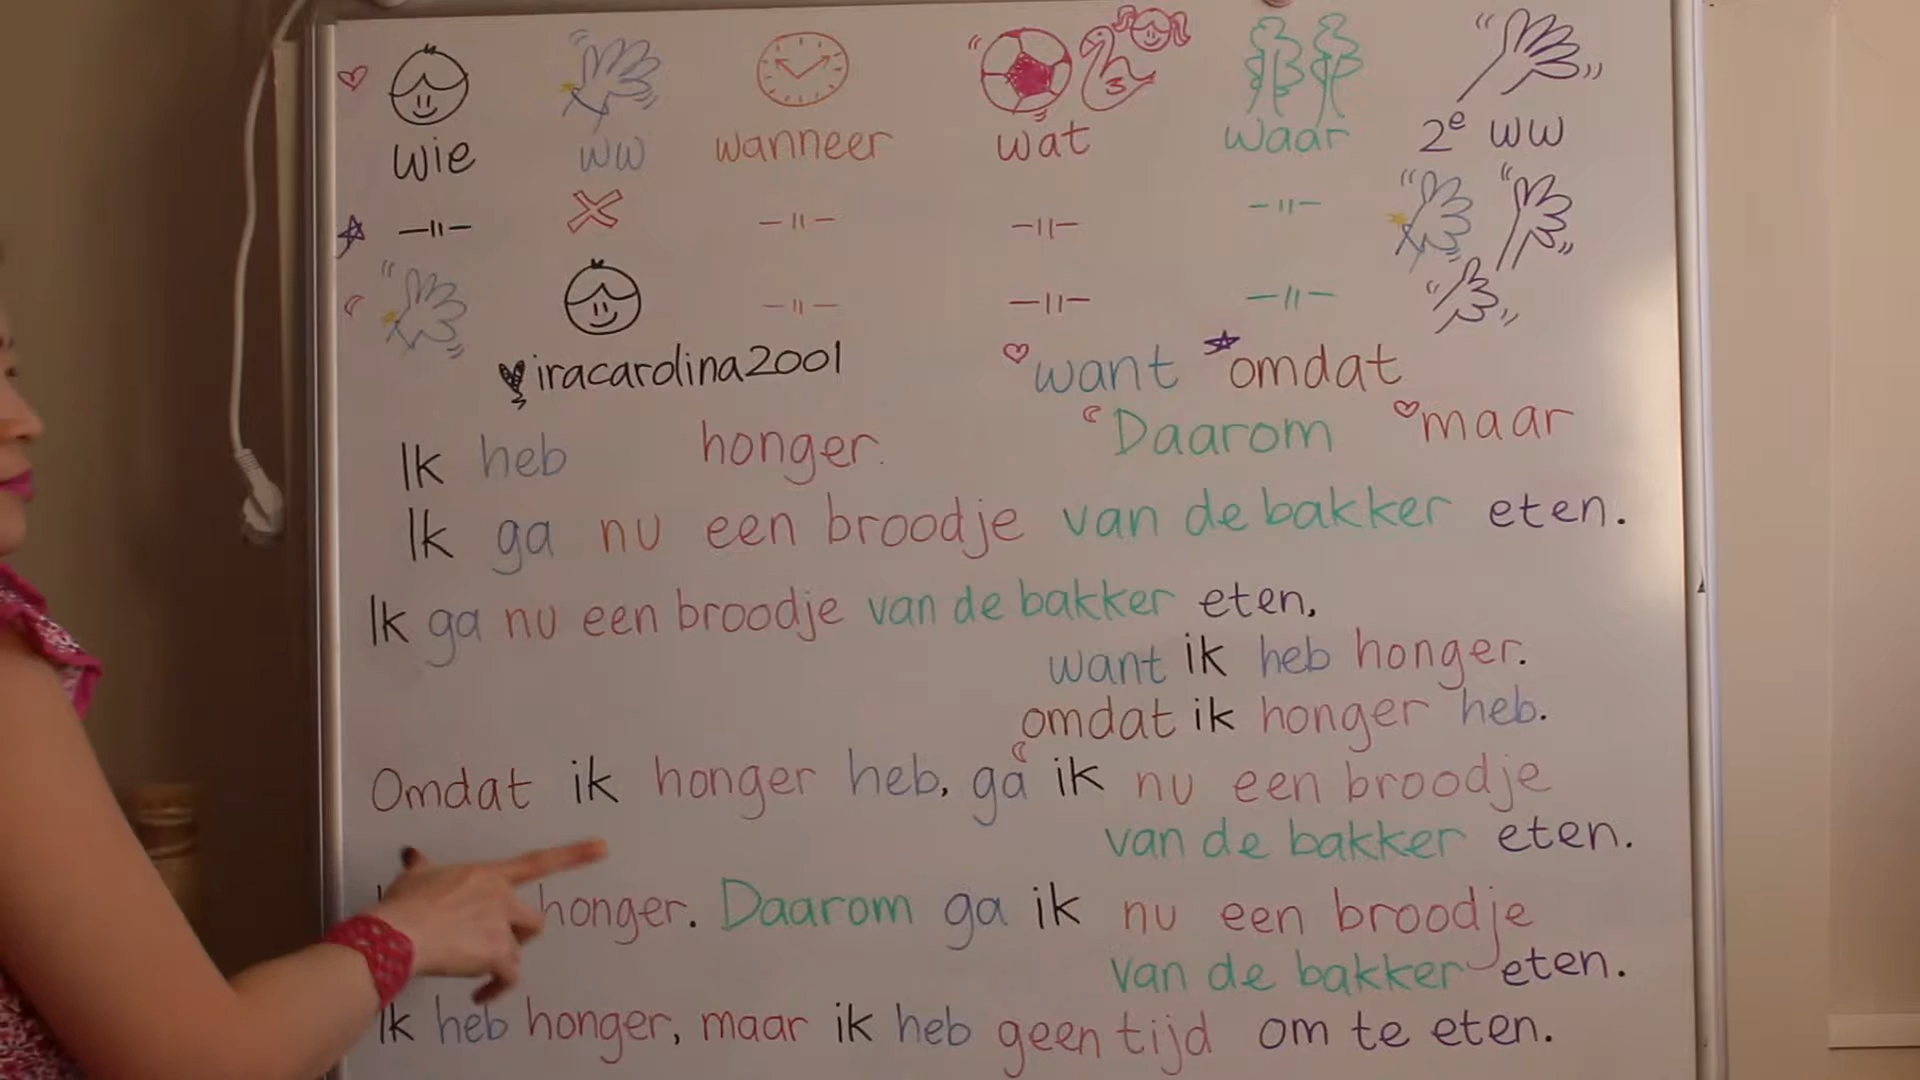 wie ww wanneer wat waar 2e ww
iracarolina2001
want omdat
Daarom maar
Ik heb honger.
Ik ga nu een broodje van de bakker eten.
Ik ga nu een broodje van de bakker eten,
want ik heb honger.
omdat ik honger heb.
Omdat ik honger heb, ga ik nu een broodje
van de bakker eten.
honger. Daarom ga ik nu een broodje
van de bakker eten.
Ik heb honger, maar ik heb geen tijd om te eten.